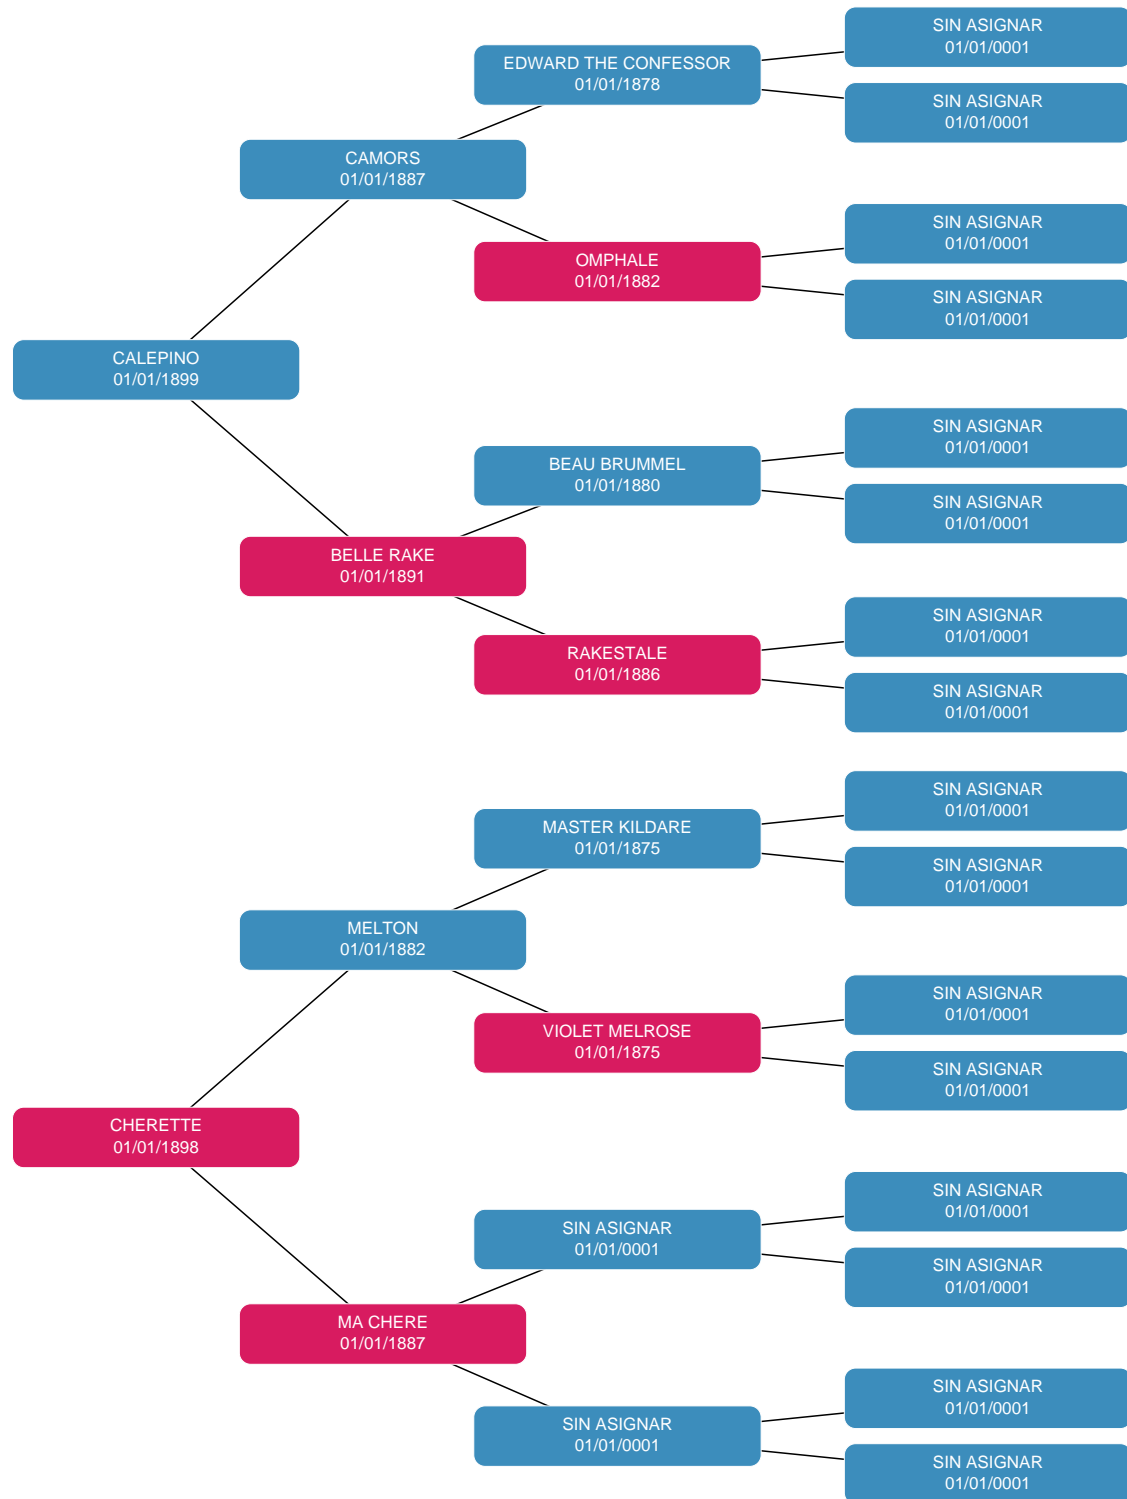 SIN ASIGNAR
01/01/0001
EDWARD THE CONFESSOR
01/01/1878
SIN ASIGNAR
01/01/0001
CAMORS
01/01/1887
SIN ASIGNAR
01/01/0001
OMPHALE
01/01/1882
SIN ASIGNAR
01/01/0001
CALEPINO
01/01/1899
SIN ASIGNAR
01/01/0001
BEAU BRUMMEL
01/01/1880
SIN ASIGNAR
01/01/0001
BELLE RAKE
01/01/1891
SIN ASIGNAR
01/01/0001
RAKESTALE
01/01/1886
SIN ASIGNAR
01/01/0001
SIN ASIGNAR
01/01/0001
MASTER KILDARE
01/01/1875
SIN ASIGNAR
01/01/0001
MELTON
01/01/1882
SIN ASIGNAR
01/01/0001
VIOLET MELROSE
01/01/1875
SIN ASIGNAR
01/01/0001
CHERETTE
01/01/1898
SIN ASIGNAR
01/01/0001
SIN ASIGNAR
01/01/0001
SIN ASIGNAR
01/01/0001
MA CHERE
01/01/1887
SIN ASIGNAR
01/01/0001
SIN ASIGNAR
01/01/0001
SIN ASIGNAR
01/01/0001